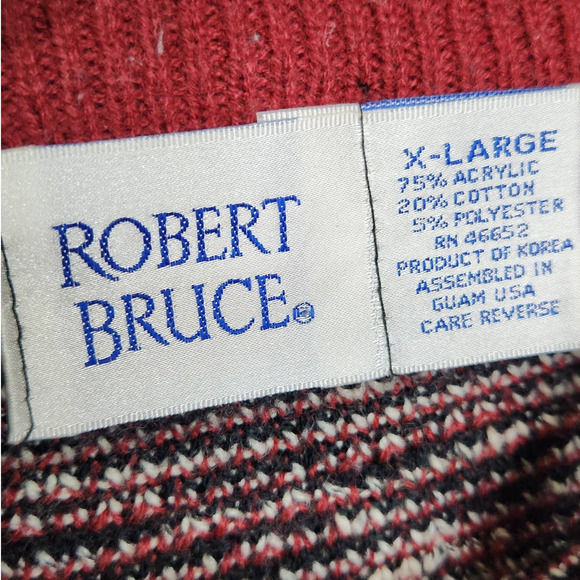 ROBERT
BRUCE®
X-LARGE
75% ACRYLIC
20% COTTON
5% POLYESTER
RN 46652
PRODUCT OF KOREA
ASSEMBLED IN
GUAM USA
CARE REVERSE